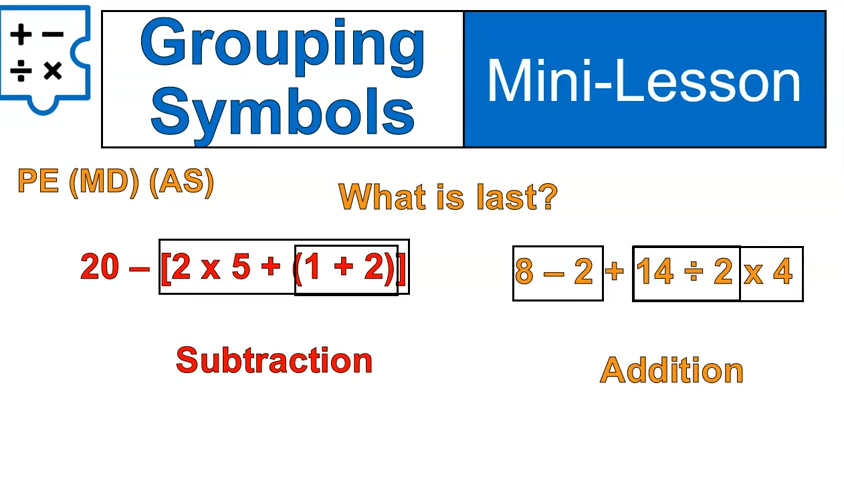 + −
÷ ×
Grouping
Symbols
Mini-Lesson
PE (MD) (AS)
What is last?
20 – [2 x 5 + (1 + 2)]
8 – 2 + 14 ÷ 2 x 4
Subtraction
Addition